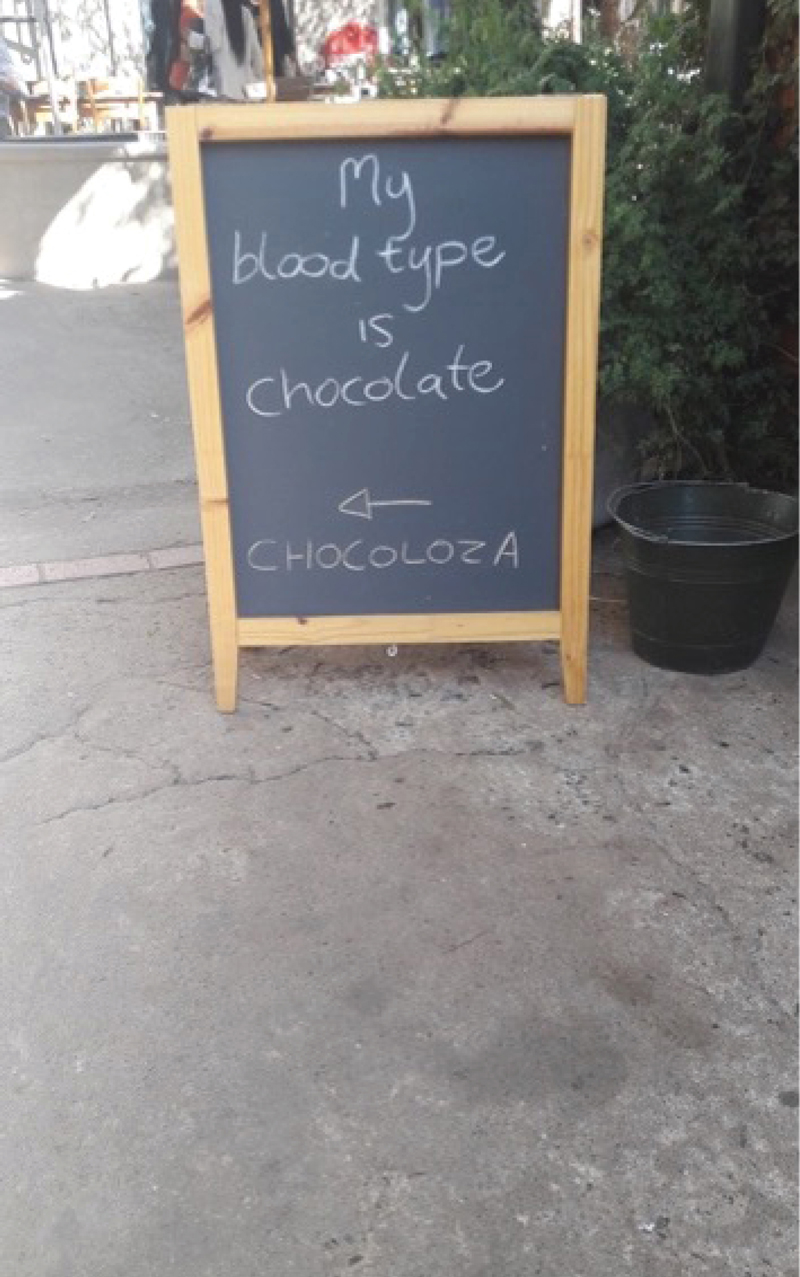 My
blood type
is
chocolate
←
CHOCOLOZA